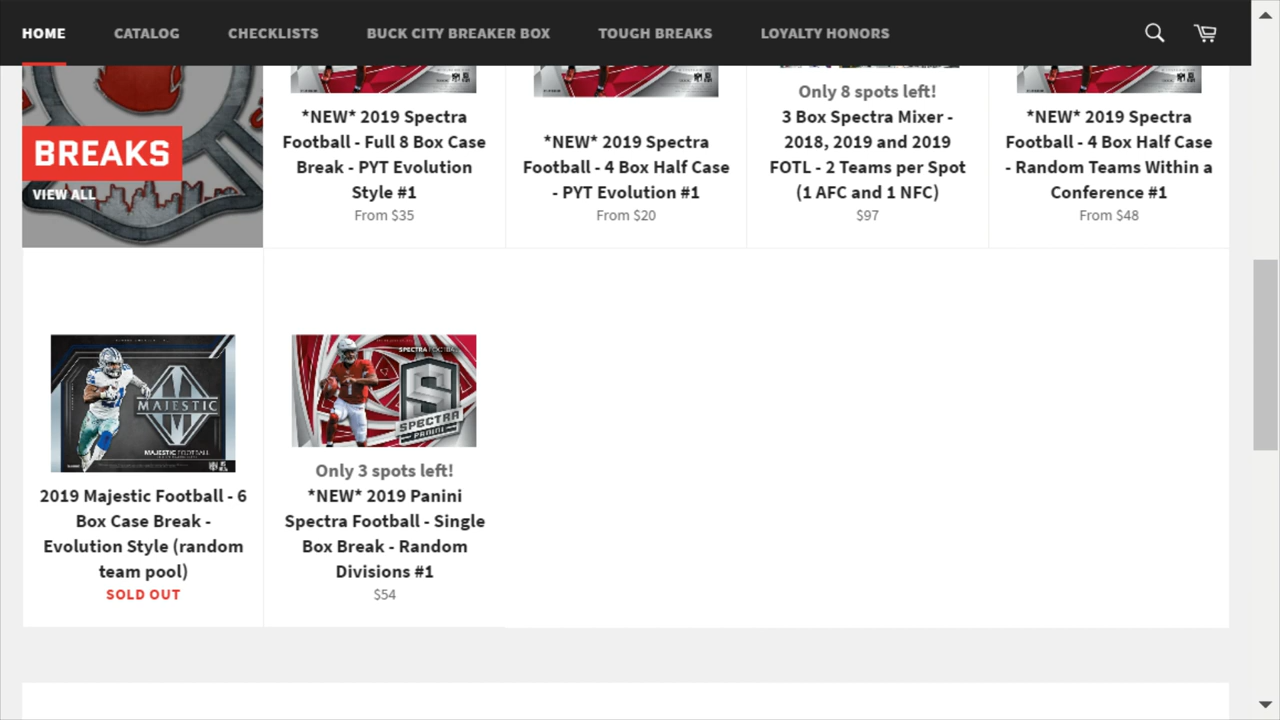 HOME CATALOG CHECKLISTS BUCK CITY BREAKER BOX TOUGH BREAKS LOYALTY HONORS
BREAKS
VIEW ALL
*NEW* 2019 Spectra
Football - Full 8 Box Case
Break - PYT Evolution
Style #1
From $35
*NEW* 2019 Spectra
Football - 4 Box Half Case
- PYT Evolution #1
From $20
Only 8 spots left!
3 Box Spectra Mixer -
2018, 2019 and 2019
FOTL - 2 Teams per Spot
(1 AFC and 1 NFC)
$97
*NEW* 2019 Spectra
Football - 4 Box Half Case
- Random Teams Within a
Conference #1
From $48
MAJESTIC
MAJESTIC FOOTBALL
2019 Majestic Football - 6
Box Case Break -
Evolution Style (random
team pool)
SOLD OUT
SPECTRA FOOTBALL
SPECTRA
PANINI
Only 3 spots left!
*NEW* 2019 Panini
Spectra Football - Single
Box Break - Random
Divisions #1
$54